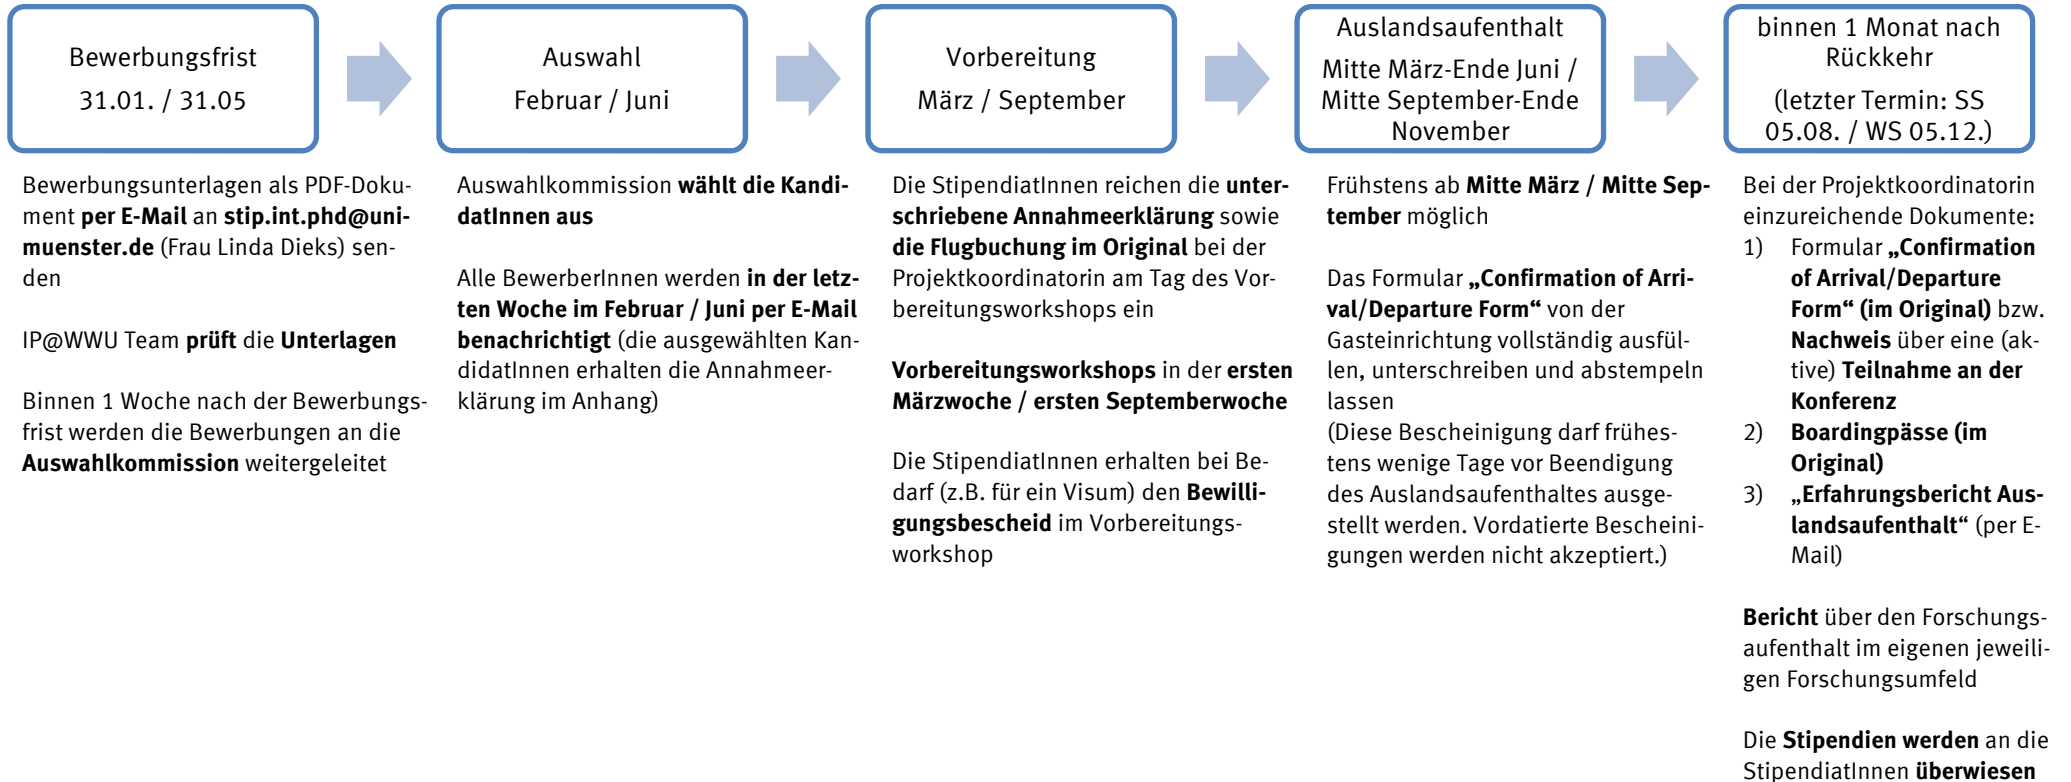 Bewerbungsfrist
31.01. / 31.05
Auswahl
Februar / Juni
Vorbereitung
März / September
Auslandsaufenthalt
Mitte März-Ende Juni /
Mitte September-Ende
November
binnen 1 Monat nach
Rückkehr
(letzter Termin: SS
05.08. / WS 05.12.)
Bewerbungsunterlagen als PDF-Doku-
ment per E-Mail an stip.int.phd@uni-
muenster.de (Frau Linda Dieks) sen-
den
IP@WWU Team prüft die Unterlagen
Binnen 1 Woche nach der Bewerbungs-
frist werden die Bewerbungen an die
Auswahlkommission weitergeleitet
Auswahlkommission wählt die Kandi-
datInnen aus
Alle BewerberInnen werden in der letz-
ten Woche im Februar / Juni per E-Mail
benachrichtigt (die ausgewählten Kan-
didatInnen erhalten die Annahmeer-
klärung im Anhang)
Die StipendiatInnen reichen die unter-
schriebene Annahmeerklärung sowie
die Flugbuchung im Original bei der
Projektkoordinatorin am Tag des Vor-
bereitungsworkshops ein
Vorbereitungsworkshops in der ersten
Märzwoche / ersten Septemberwoche
Die StipendiatInnen erhalten bei Be-
darf (z.B. für ein Visum) den Bewilli-
gungsbescheid im Vorbereitungs-
workshop
Frühstens ab Mitte März / Mitte Sep-
tember möglich
Das Formular „Confirmation of Arri-
val/Departure Form“ von der
Gasteinrichtung vollständig ausfül-
len, unterschreiben und abstempeln
lassen
(Diese Bescheinigung darf frühes-
tens wenige Tage vor Beendigung
des Auslandsaufenthaltes ausge-
stellt werden. Vordatierte Bescheini-
gungen werden nicht akzeptiert.)
Bei der Projektkoordinatorin
einzureichende Dokumente:
1) Formular „Confirmation
of Arrival/Departure
Form“ (im Original) bzw.
Nachweis über eine (ak-
tive) Teilnahme an der
Konferenz
2) Boardingpässe (im
Original)
3) „Erfahrungsbericht Aus-
landsaufenthalt“ (per E-
Mail)
Bericht über den Forschungs-
aufenthalt im eigenen jeweili-
gen Forschungsumfeld
Die Stipendien werden an die
StipendiatInnen überwiesen